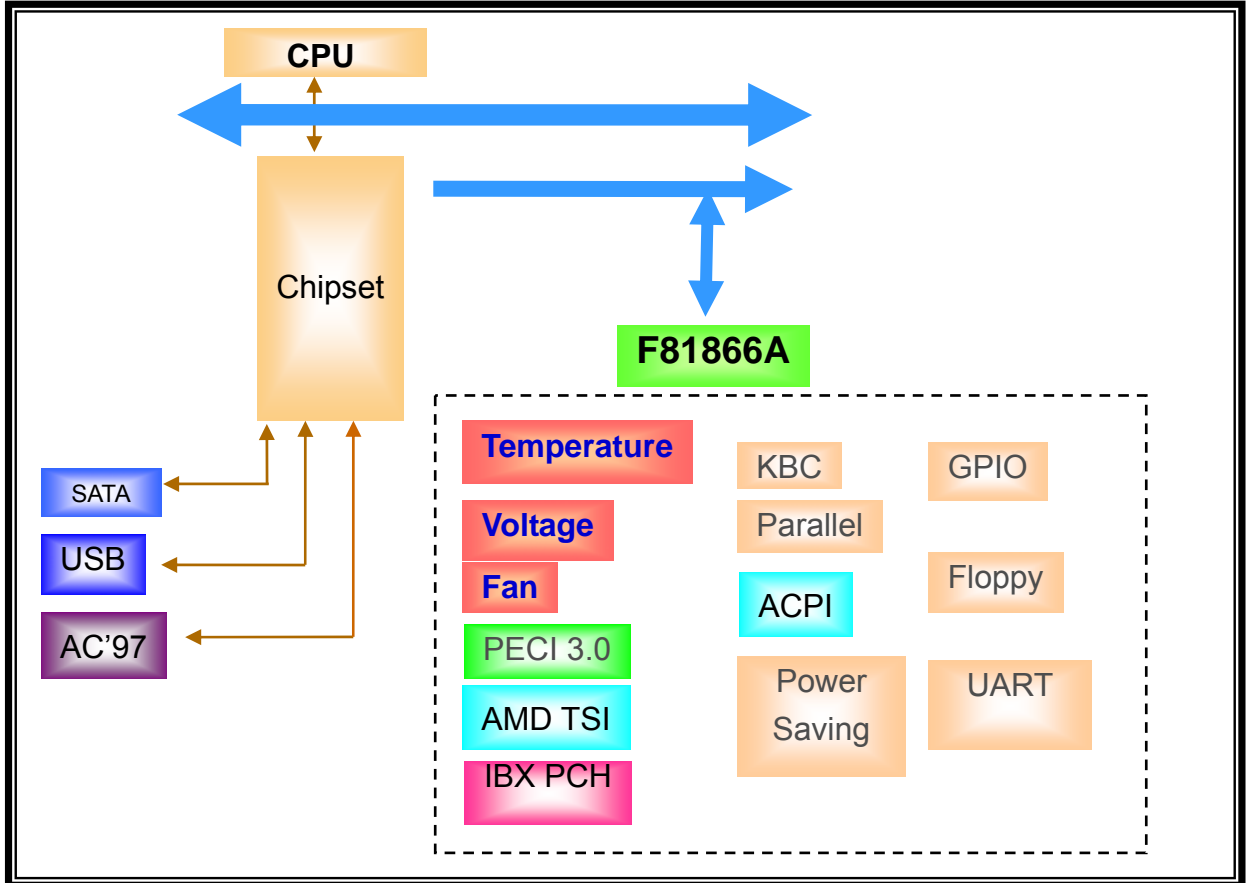 CPU
Chipset
F81866A
SATA
USB
AC’97
Temperature
Voltage
Fan
PECI 3.0
AMD TSI
IBX PCH
KBC
Parallel
ACPI
Power
Saving
GPIO
Floppy
UART